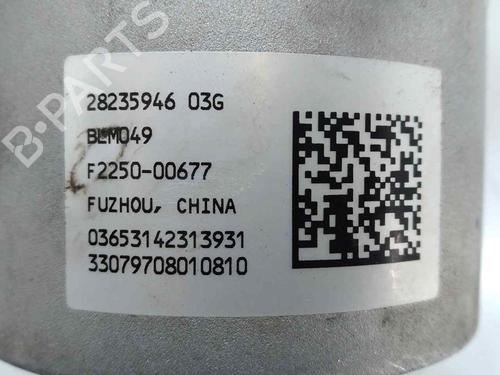 B-PARTS
28235946 03G
BLM049
F2250-00677
FUZHOU, CHINA
03653142313931
33079708010810